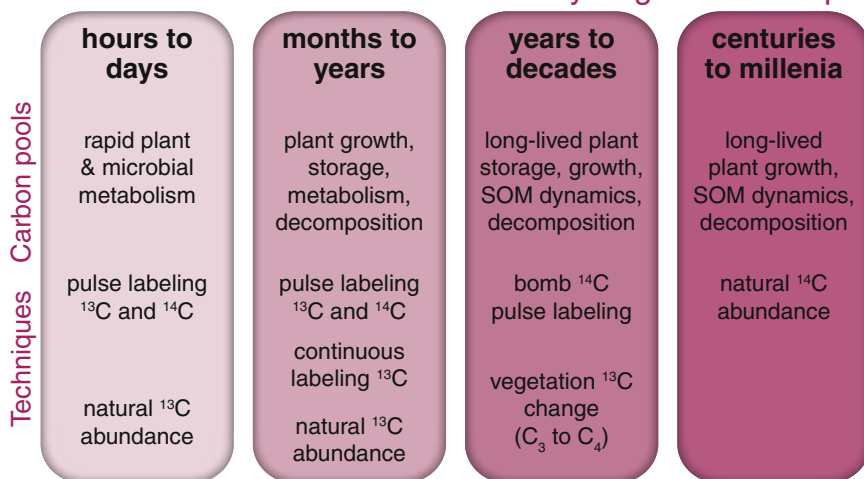 hours to
days
rapid plant
& microbial
metabolism
pulse labeling
¹³C and ¹⁴C
natural ¹³C
abundance
months to
years
plant growth,
storage,
metabolism,
decomposition
pulse labeling
¹³C and ¹⁴C
continuous
labeling ¹³C
natural ¹³C
abundance
years to
decades
long-lived plant
storage, growth,
SOM dynamics,
decomposition
bomb ¹⁴C
pulse labeling
vegetation ¹³C
change
(C₃ to C₄)
centuries
to millenia
long-lived
plant growth,
SOM dynamics,
decomposition
natural ¹⁴C
abundance
Carbon pools
Techniques